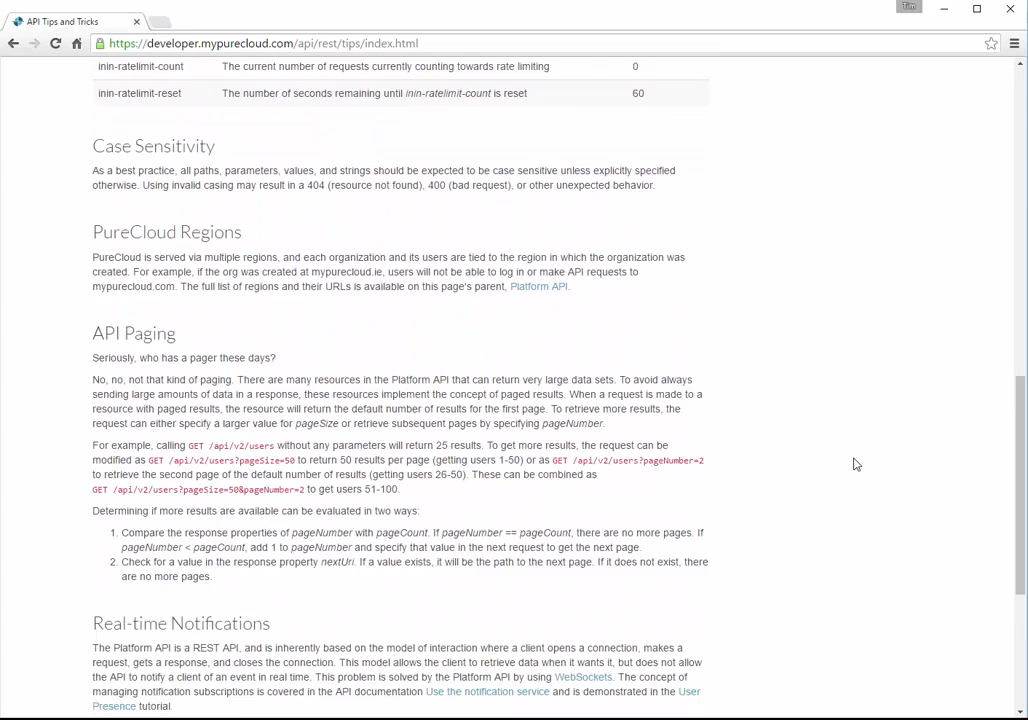 Tim
API Tips and Tricks
https://developer.mypurecloud.com/api/rest/tips/index.html
inin-ratelimit-count The current number of requests currently counting towards rate limiting 0
inin-ratelimit-reset The number of seconds remaining until inin-ratelimit-count is reset 60
Case Sensitivity
As a best practice, all paths, parameters, values, and strings should be expected to be case sensitive unless explicitly specified
otherwise. Using invalid casing may result in a 404 (resource not found), 400 (bad request), or other unexpected behavior.
PureCloud Regions
PureCloud is served via multiple regions, and each organization and its users are tied to the region in which the organization was
created. For example, if the org was created at mypurecloud.ie, users will not be able to log in or make API requests to
mypurecloud.com. The full list of regions and their URLs is available on this page's parent, Platform API.
API Paging
Seriously, who has a pager these days?
No, no, not that kind of paging. There are many resources in the Platform API that can return very large data sets. To avoid always
sending large amounts of data in a response, these resources implement the concept of paged results. When a request is made to a
resource with paged results, the resource will return the default number of results for the first page. To retrieve more results, the
request can either specify a larger value for pageSize or retrieve subsequent pages by specifying pageNumber.
For example, calling GET /api/v2/users without any parameters will return 25 results. To get more results, the request can be
modified as GET /api/v2/users?pageSize=50 to return 50 results per page (getting users 1-50) or as GET /api/v2/users?pageNumber=2
to retrieve the second page of the default number of results (getting users 26-50). These can be combined as
GET /api/v2/users?pageSize=50&pageNumber=2 to get users 51-100.
Determining if more results are available can be evaluated in two ways:
1. Compare the response properties of pageNumber with pageCount. If pageNumber == pageCount, there are no more pages. If
pageNumber < pageCount, add 1 to pageNumber and specify that value in the next request to get the next page.
2. Check for a value in the response property nextUri. If a value exists, it will be the path to the next page. If it does not exist, there
are no more pages.
Real-time Notifications
The Platform API is a REST API, and is inherently based on the model of interaction where a client opens a connection, makes a
request, gets a response, and closes the connection. This model allows the client to retrieve data when it wants it, but does not allow
the API to notify a client of an event in real time. This problem is solved by the Platform API by using WebSockets. The concept of
managing notification subscriptions is covered in the API documentation Use the notification service and is demonstrated in the User
Presence tutorial.